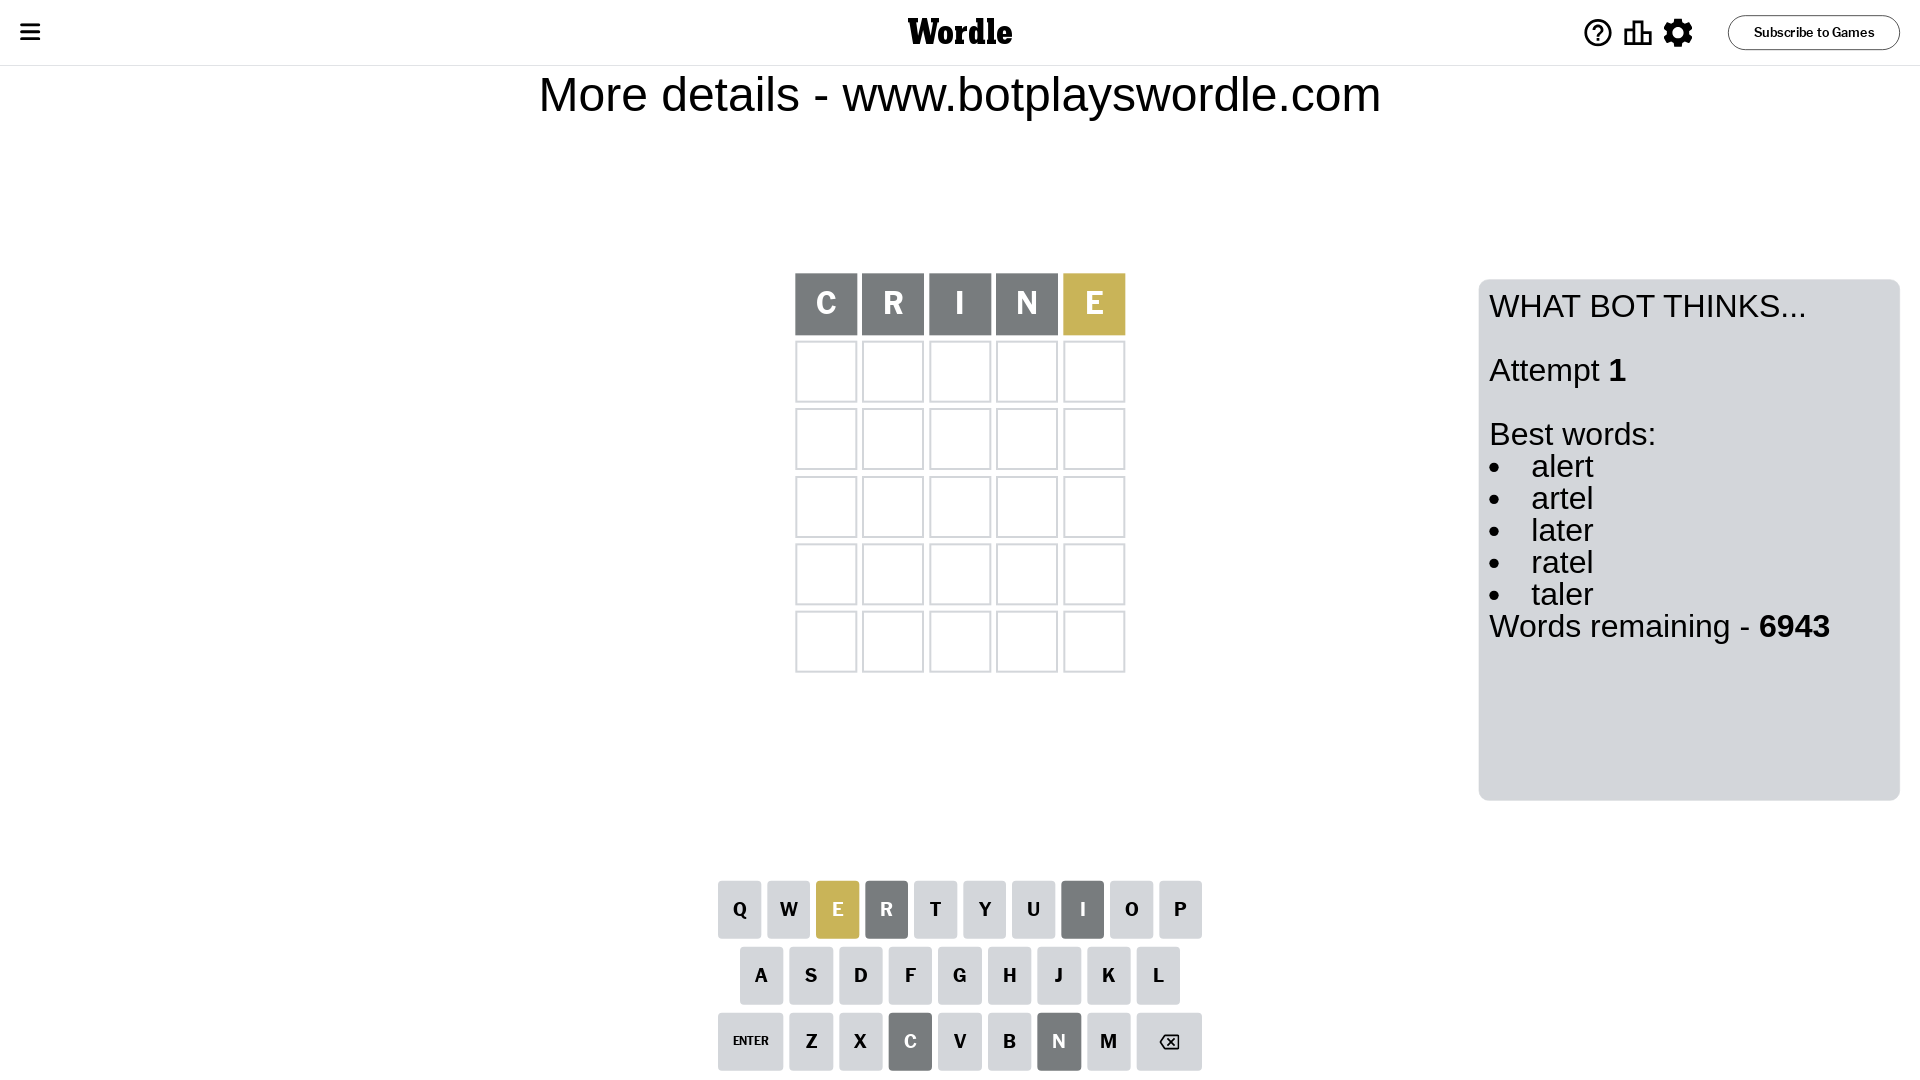 Wordle
Subscribe to Games
More details - www.botplayswordle.com
C R I N E
WHAT BOT THINKS...
Attempt 1
Best words:
• alert
• artel
• later
• ratel
• taler
Words remaining - 6943
Q W E R T Y U I O P
A S D F G H J K L
ENTER Z X C V B N M